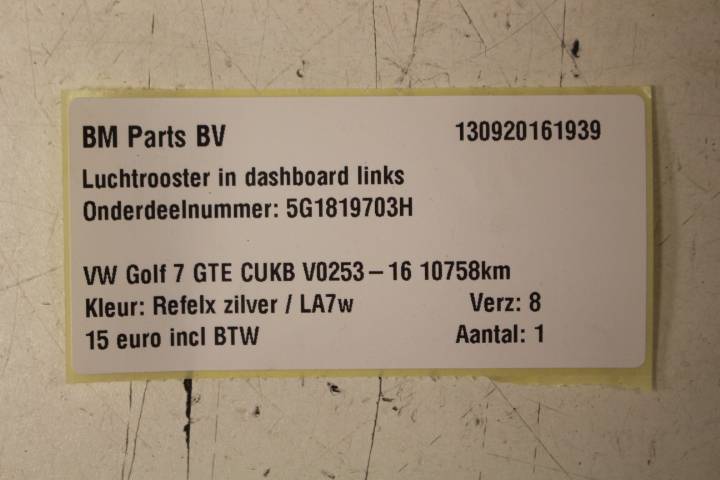 BM Parts BV 130920161939
Luchtrooster in dashboard links
Onderdeelnummer: 5G1819703H
VW Golf 7 GTE CUKB V0253-16 10758km
Kleur: Refelx zilver / LA7w Verz: 8
15 euro incl BTW Aantal: 1